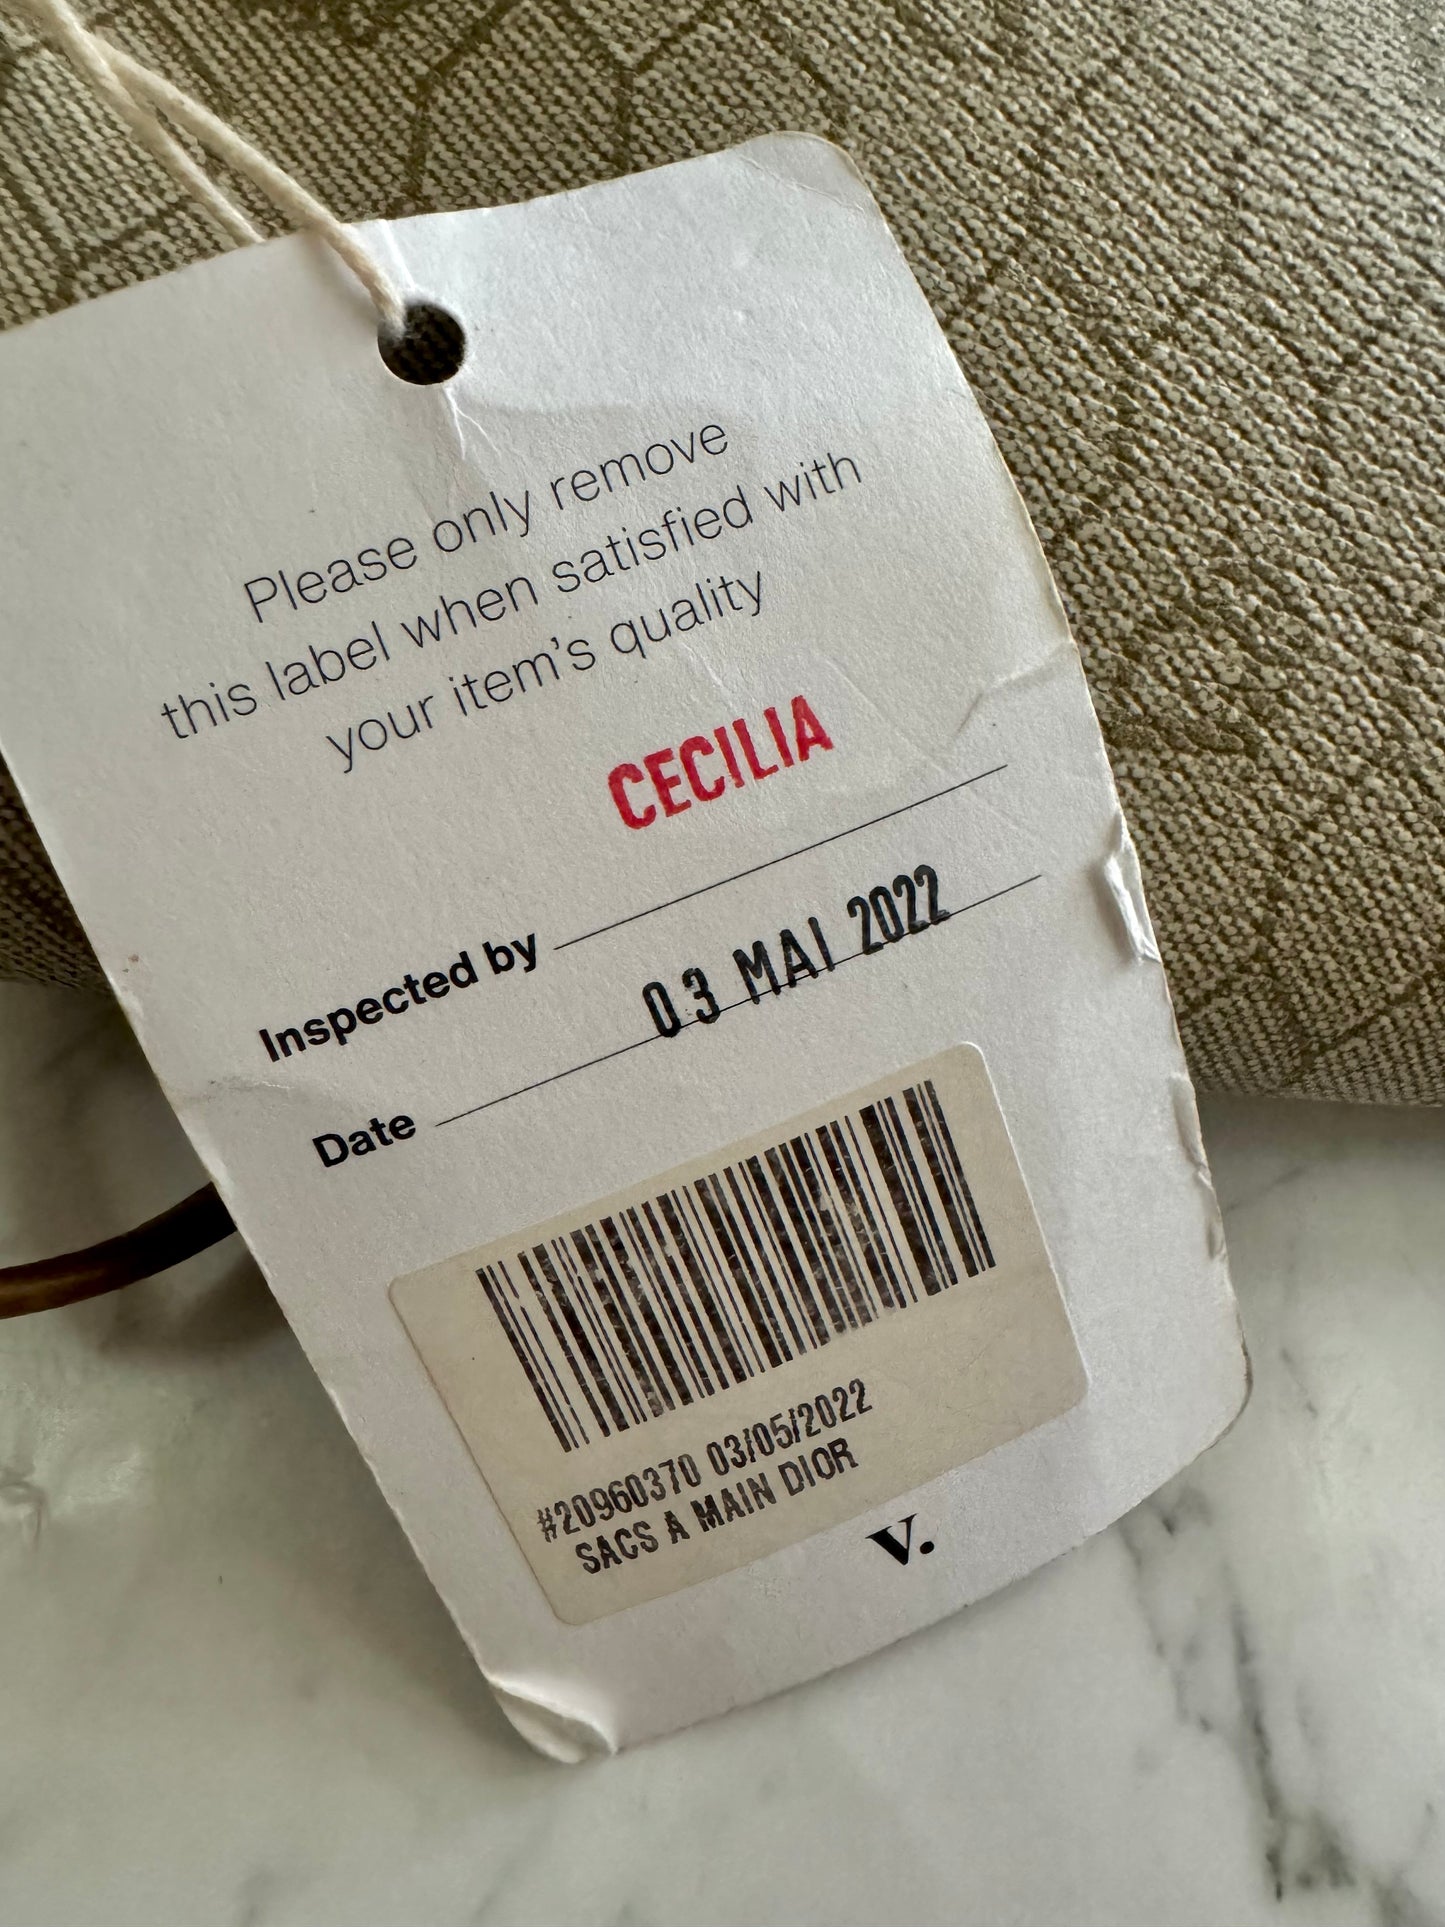 Please only remove
this label when satisfied with
your item's quality
CECILIA
Inspected by
03 MAI 2022
Date
#20960370 03/05/2022
SACS A MAIN DIOR
V.